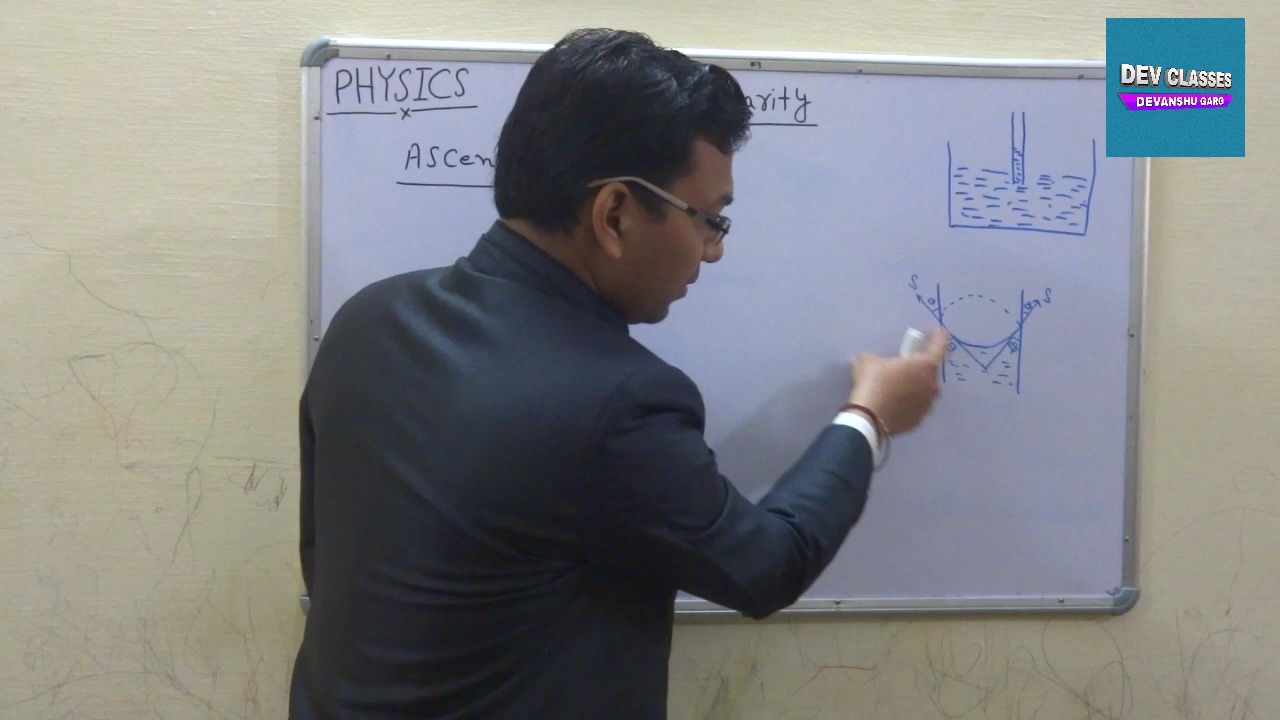 PHYSICS
arity
Ascen
DEV CLASSES
DEVANSHU GARG
S
θ
θ
S
θ
θ